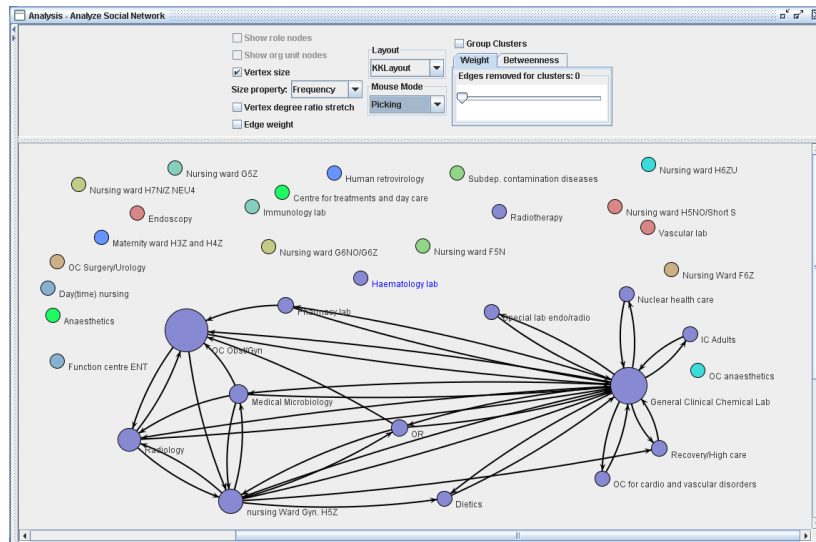 Analysis - Analyze Social Network
Show role nodes
Show org unit nodes
Vertex size
Size property: Frequency
Vertex degree ratio stretch
Edge weight
Layout
KKLayout
Mouse Mode
Picking
Group Clusters
Weight Betweenness
Edges removed for clusters: 0
Nursing ward G5Z
Human retrovirology
Subdep. contamination diseases
Nursing ward H6ZU
Nursing ward H7N/Z NEU4
Centre for treatments and day care
Endoscopy
Immunology lab
Radiotherapy
Nursing ward H5NO/Short S
Vascular lab
Maternity ward H3Z and H4Z
Nursing ward G6NO/G6Z
Nursing ward F5N
OC Surgery/Urology
Nursing Ward F6Z
Haematology lab
Day(time) nursing
Nuclear health care
Pharmacy lab
Special lab endo/radio
Anaesthetics
IC Adults
OC Obst/Gyn
Function centre ENT
OC anaesthetics
Medical Microbiology
General Clinical Chemical Lab
OR
Radiology
Recovery/High care
OC for cardio and vascular disorders
nursing Ward Gyn. H5Z
Dietics